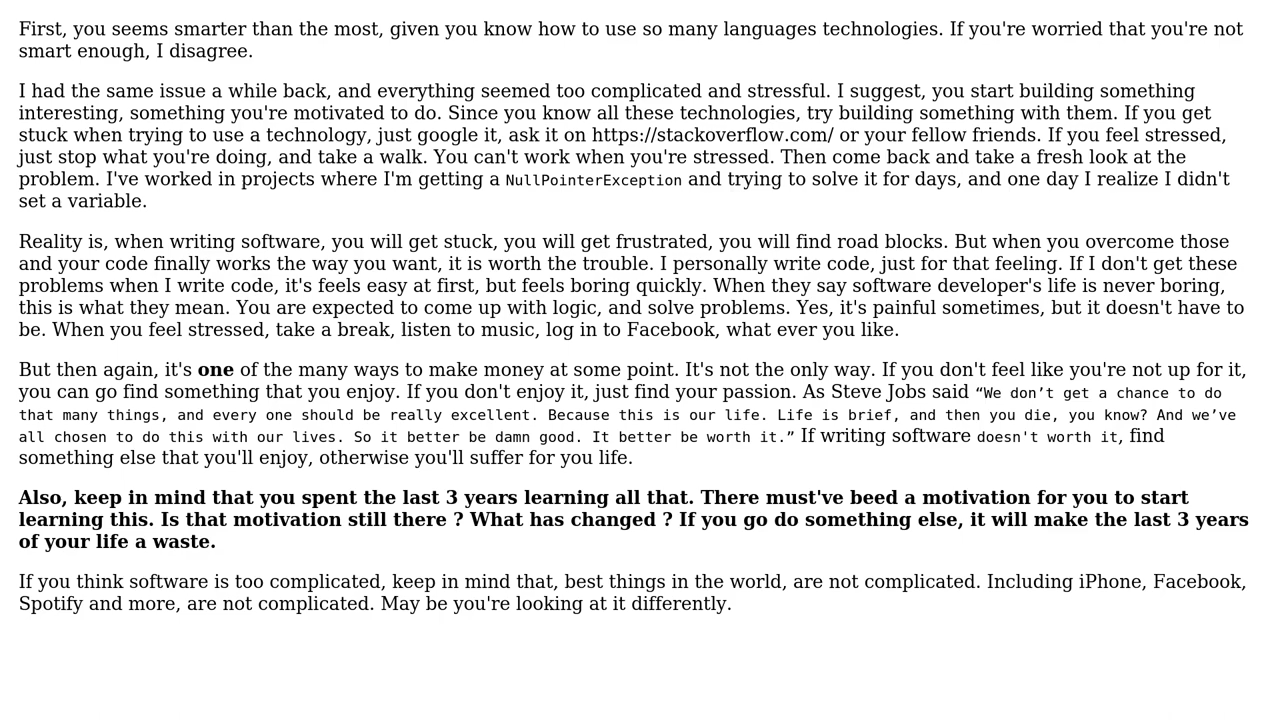 First, you seems smarter than the most, given you know how to use so many languages technologies. If you're worried that you're not
smart enough, I disagree.
I had the same issue a while back, and everything seemed too complicated and stressful. I suggest, you start building something
interesting, something you're motivated to do. Since you know all these technologies, try building something with them. If you get
stuck when trying to use a technology, just google it, ask it on https://stackoverflow.com/ or your fellow friends. If you feel stressed,
just stop what you're doing, and take a walk. You can't work when you're stressed. Then come back and take a fresh look at the
problem. I've worked in projects where I'm getting a NullPointerException and trying to solve it for days, and one day I realize I didn't
set a variable.
Reality is, when writing software, you will get stuck, you will get frustrated, you will find road blocks. But when you overcome those
and your code finally works the way you want, it is worth the trouble. I personally write code, just for that feeling. If I don't get these
problems when I write code, it's feels easy at first, but feels boring quickly. When they say software developer's life is never boring,
this is what they mean. You are expected to come up with logic, and solve problems. Yes, it's painful sometimes, but it doesn't have to
be. When you feel stressed, take a break, listen to music, log in to Facebook, what ever you like.
But then again, it's one of the many ways to make money at some point. It's not the only way. If you don't feel like you're not up for it,
you can go find something that you enjoy. If you don't enjoy it, just find your passion. As Steve Jobs said “We don’t get a chance to do
that many things, and every one should be really excellent. Because this is our life. Life is brief, and then you die, you know? And we’ve
all chosen to do this with our lives. So it better be damn good. It better be worth it.” If writing software doesn't worth it, find
something else that you'll enjoy, otherwise you'll suffer for you life.
Also, keep in mind that you spent the last 3 years learning all that. There must've beed a motivation for you to start
learning this. Is that motivation still there ? What has changed ? If you go do something else, it will make the last 3 years
of your life a waste.
If you think software is too complicated, keep in mind that, best things in the world, are not complicated. Including iPhone, Facebook,
Spotify and more, are not complicated. May be you're looking at it differently.